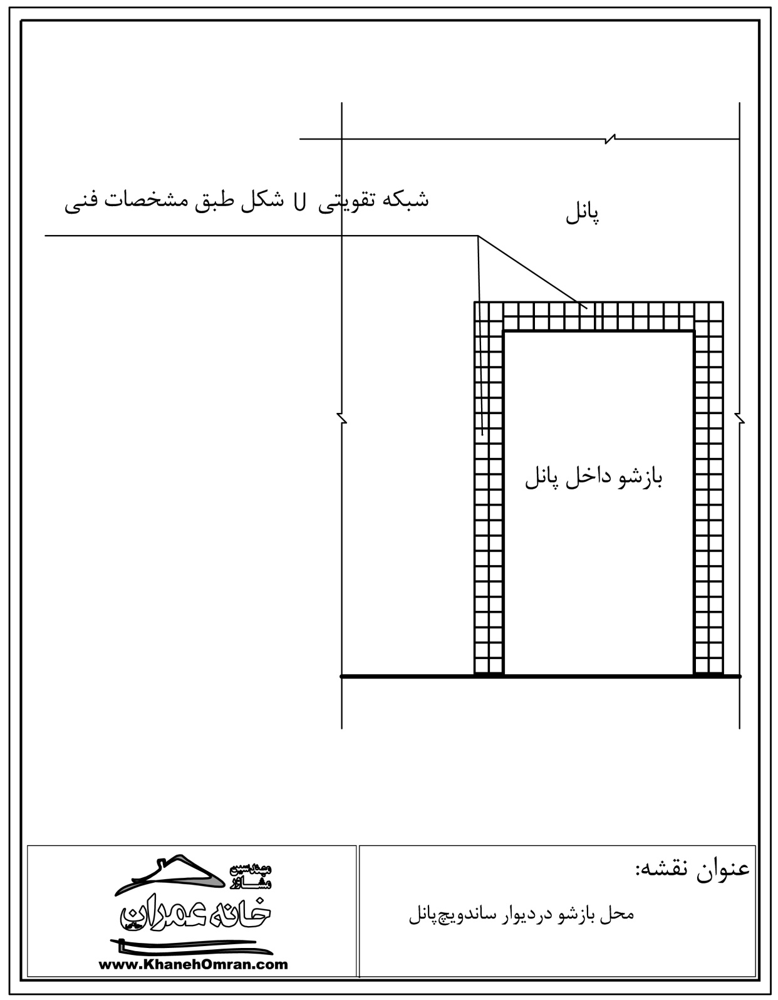 شبکه تقویتی U شکل طبق مشخصات فنی
پانل
بازشو داخل پانل
عنوان نقشه:
محل بازشو دردیوار ساندویچ‌پانل
مهندسین
مشاور
خانه عمران
www.KhanehOmran.com